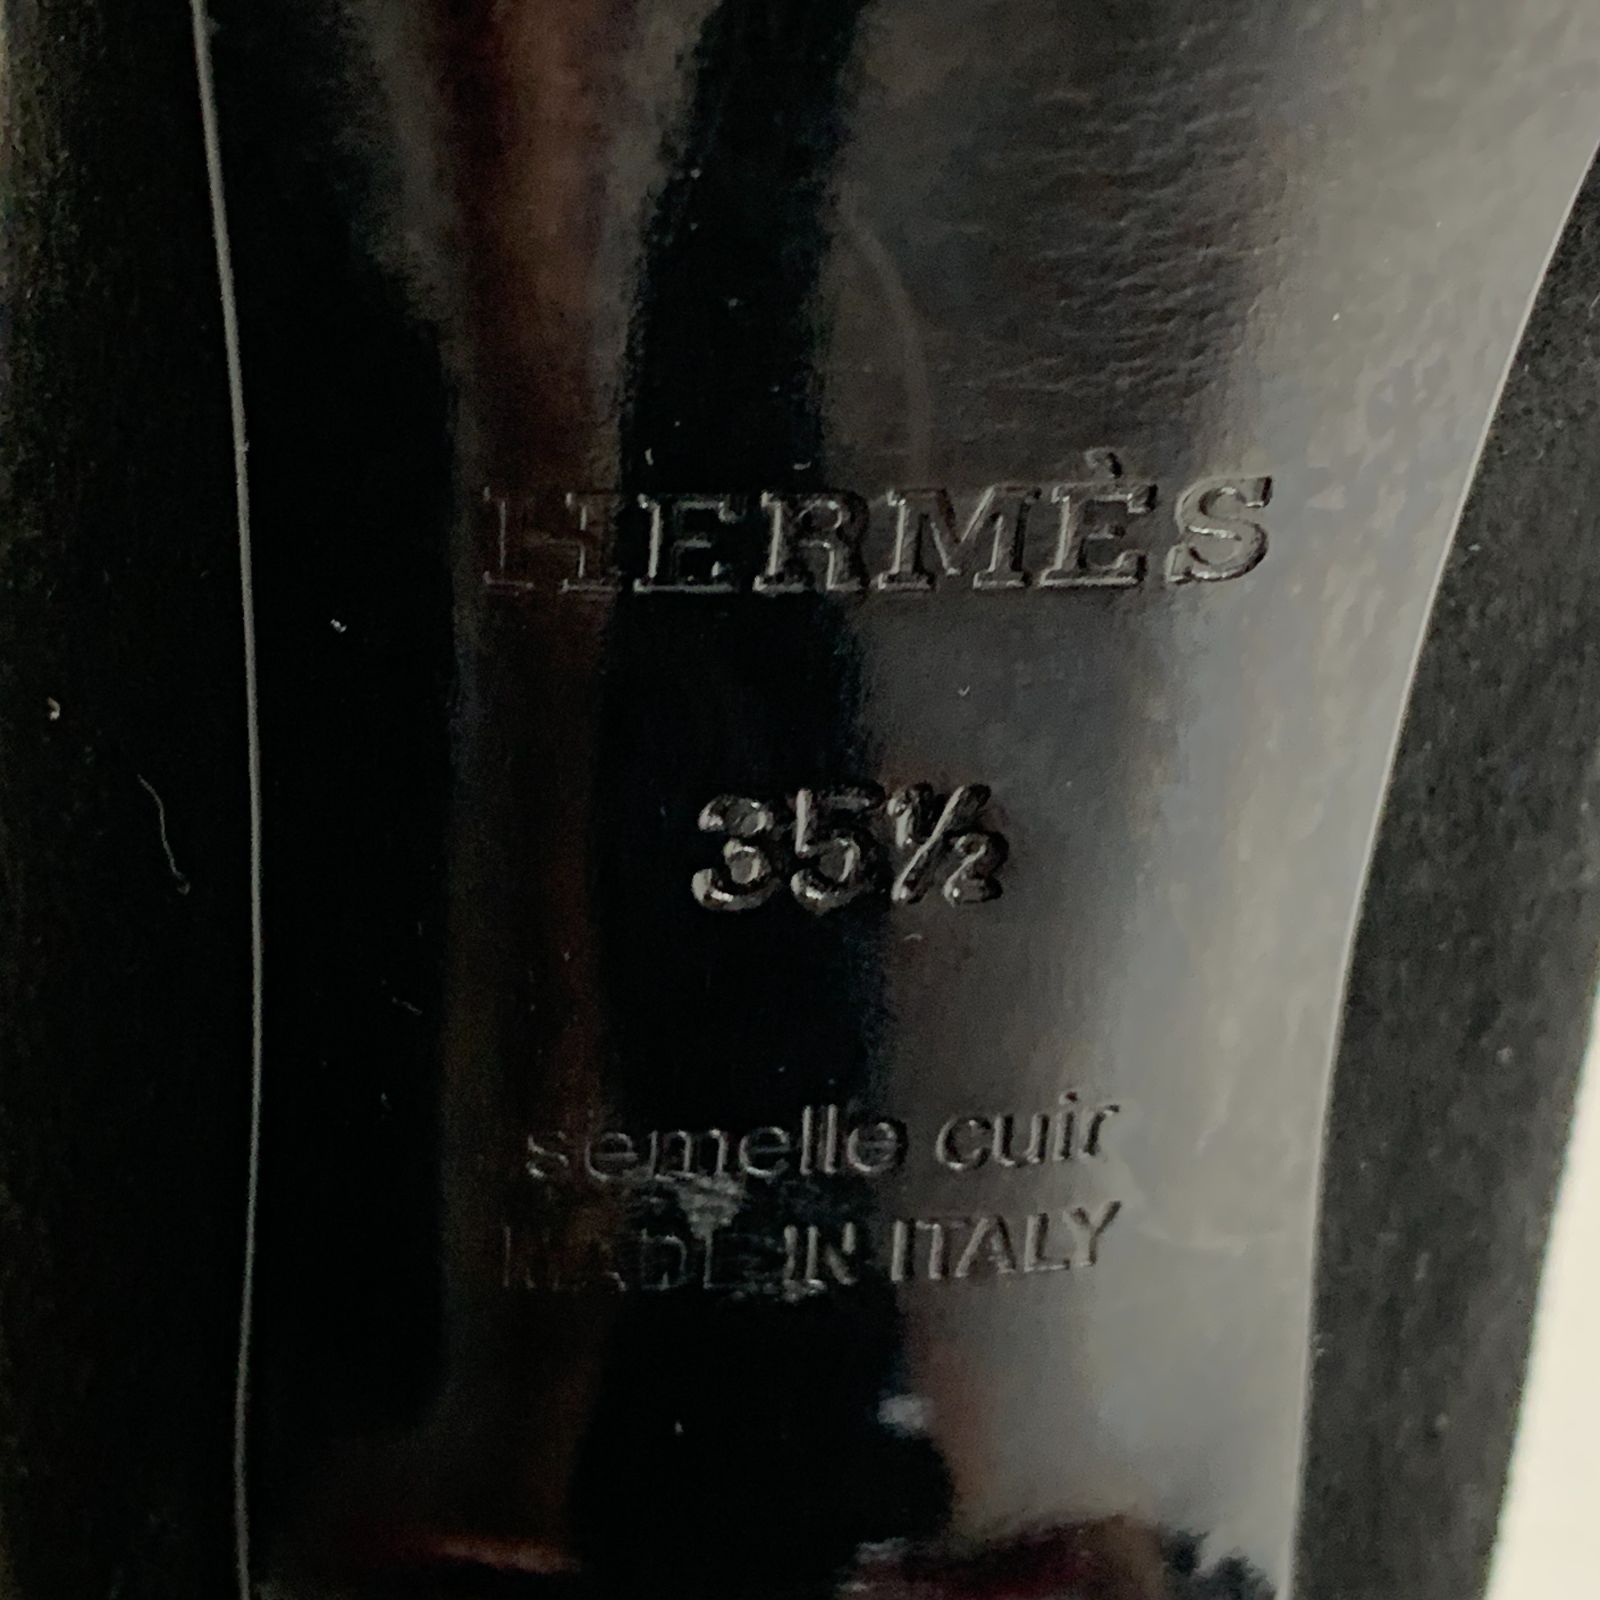 HERMÈS
35½
semelle cuir
MADE IN ITALY